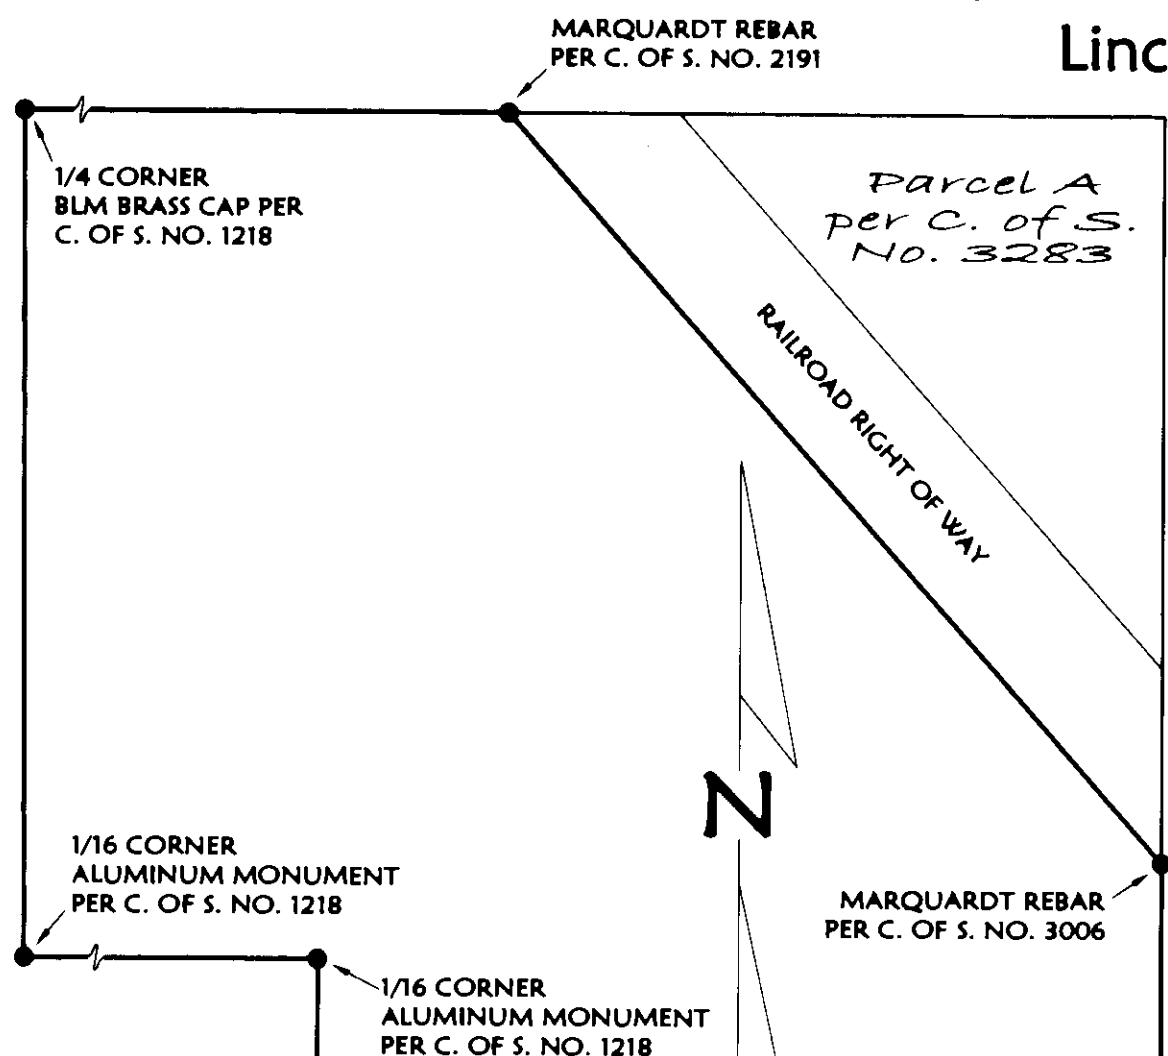 MARQUARDT REBAR
PER C. OF S. NO. 2191
Linc
1/4 CORNER
BLM BRASS CAP PER
C. OF S. NO. 1218
Parcel A
per C. of S.
No. 3283
RAILROAD RIGHT OF WAY
N
1/16 CORNER
ALUMINUM MONUMENT
PER C. OF S. NO. 1218
MARQUARDT REBAR
PER C. OF S. NO. 3006
1/16 CORNER
ALUMINUM MONUMENT
PER C. OF S. NO. 1218